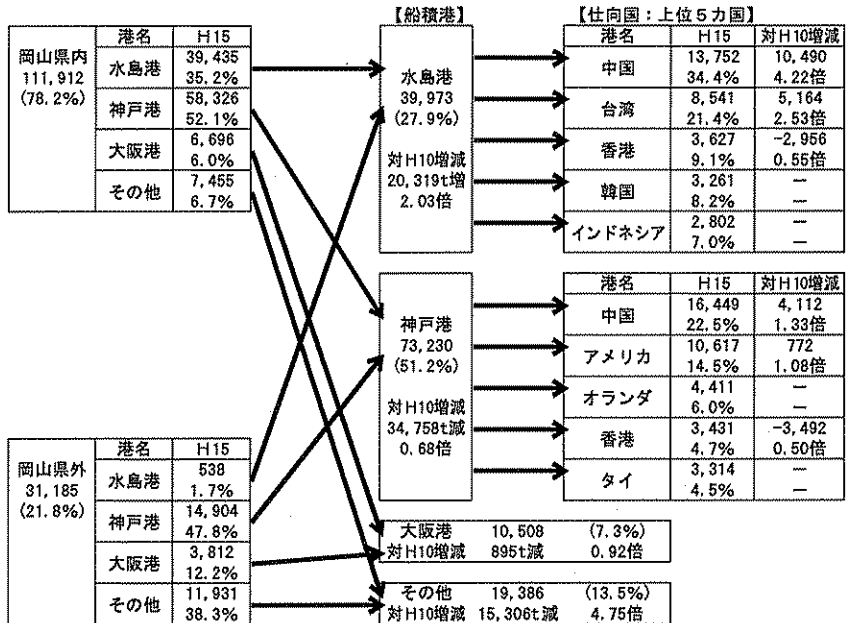 【船積港】
【仕向国：上位５カ国】
岡山県内
111,912
(78.2%)
港名 H15
水島港 39,435
35.2%
神戸港 58,326
52.1%
大阪港 6,696
6.0%
その他 7,455
6.7%
水島港
39,973
(27.9%)
対H10増減
20,319t増
2.03倍
港名 H15 対H10増減
中国 13,752 10,490
34.4% 4.22倍
台湾 8,541 5,164
21.4% 2.53倍
香港 3,627 -2,956
9.1% 0.55倍
韓国 3,261 ―
8.2% ―
インドネシア 2,802 ―
7.0% ―
神戸港
73,230
(51.2%)
対H10増減
34,758t減
0.68倍
港名 H15 対H10増減
中国 16,449 4,112
22.5% 1.33倍
アメリカ 10,617 772
14.5% 1.08倍
オランダ 4,411 ―
6.0% ―
香港 3,431 -3,492
4.7% 0.50倍
タイ 3,314 ―
4.5% ―
岡山県外
31,185
(21.8%)
港名 H15
水島港 538
1.7%
神戸港 14,904
47.8%
大阪港 3,812
12.2%
その他 11,931
38.3%
大阪港 10,508 (7.3%)
対H10増減 895t減 0.92倍
その他 19,386 (13.5%)
対H10増減 15,306t減 4.75倍